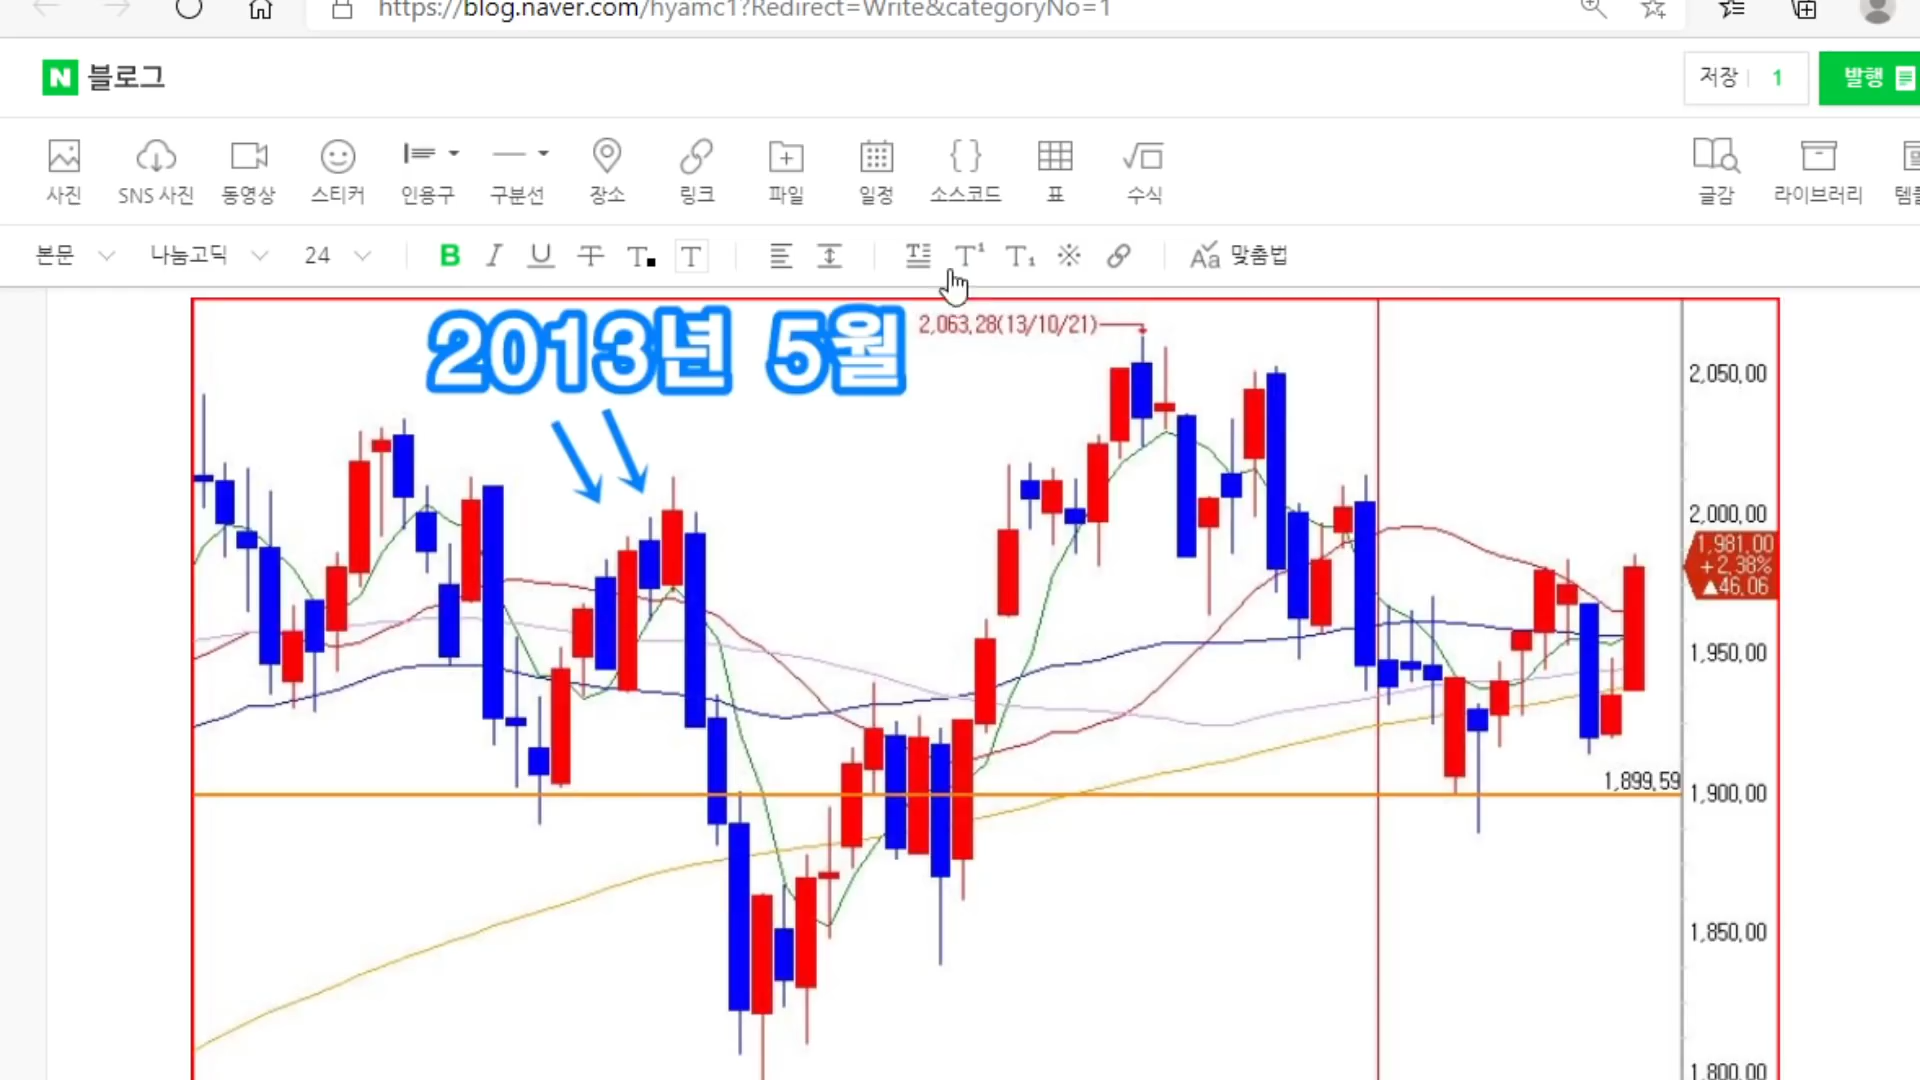 https://blog.naver.com/hyamc1?Redirect=Write&categoryNo=1
N 블로그
저장 1
발행
사진
SNS 사진
동영상
스티커
인용구
구분선
장소
링크
파일
일정
소스코드
표
수식
글감
라이브러리
본문
나눔고딕
24
B I U T T T
T T¹ T₁ ※
맞춤법
2013년 5월
2,063,28(13/10/21)
2,050,00
2,000,00
1,981,00
+2,38%
▲46,06
1,950,00
1,899,59
1,900,00
1,850,00
1,800,00